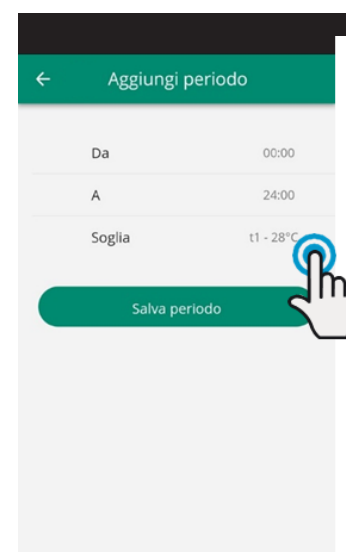 Aggiungi periodo
Da 00:00
A 24:00
Soglia t1 - 28°C
Salva periodo